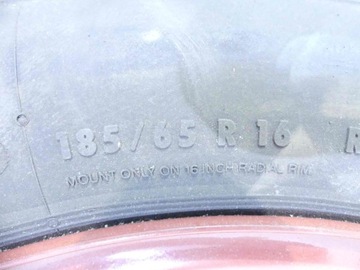 185/65 R 16
MOUNT ONLY ON 16 INCH RADIAL RIM